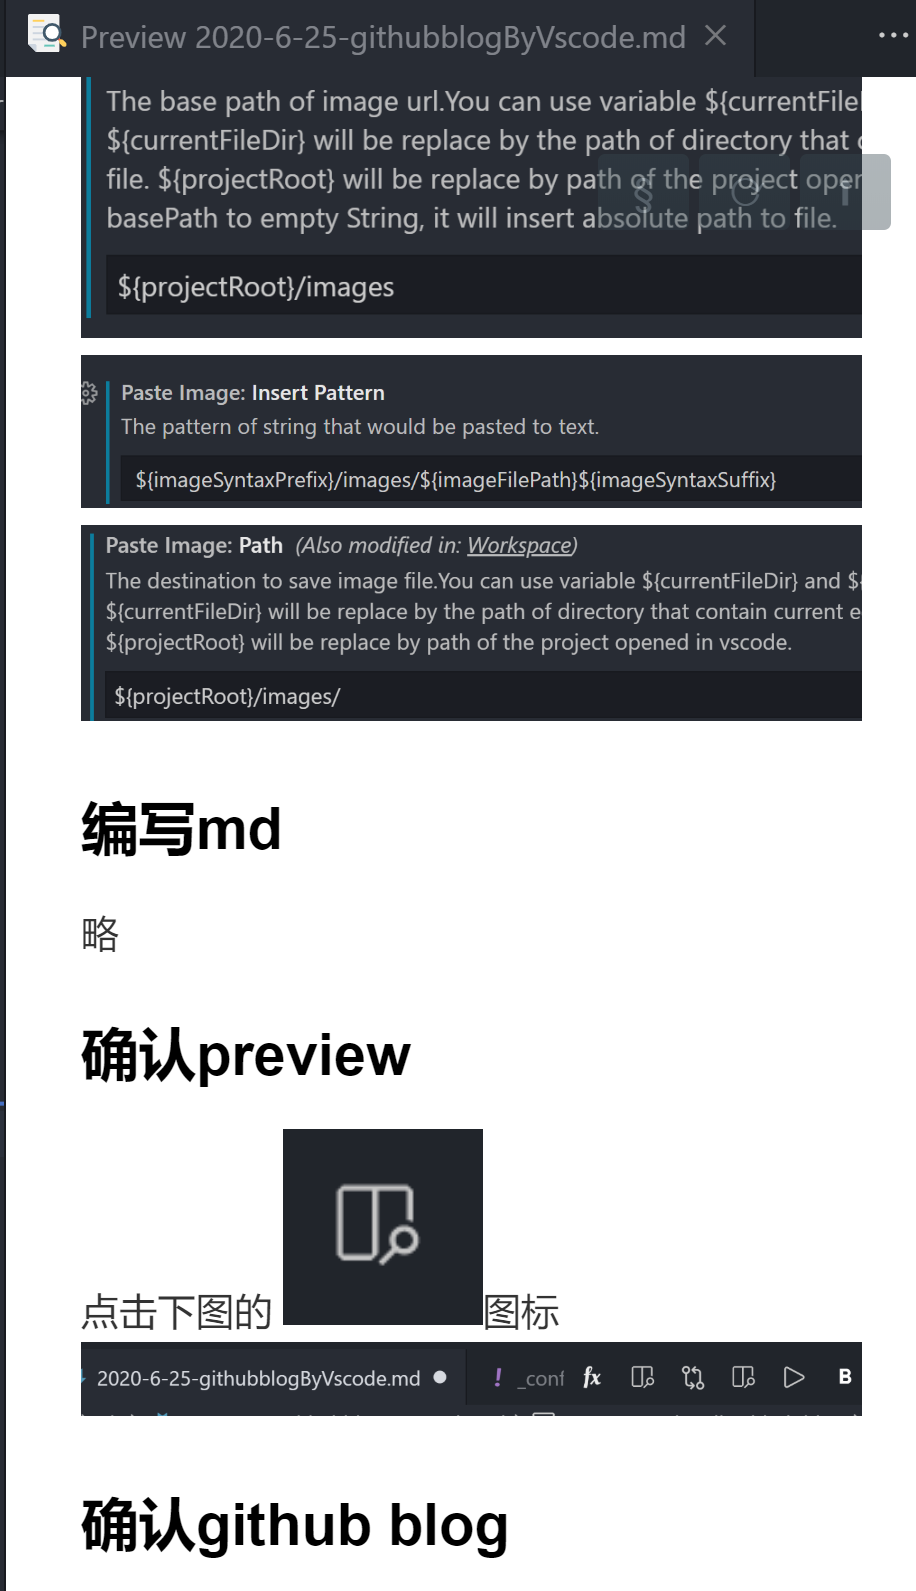 Preview 2020-6-25-githubblogByVscode.md
The base path of image url.You can use variable
${currentFileDir} will be replace by the path of directory that
file. ${projectRoot} will be replace by path of the project
basePath to empty String, it will insert absolute path to file.
${projectRoot}/images
Paste Image: Insert Pattern
The pattern of string that would be pasted to text.
${imageSyntaxPrefix}/images/${imageFilePath}${imageSyntaxSuffix}
Paste Image: Path (Also modified in: Workspace)
The destination to save image file.You can use variable ${currentFileDir} and
${currentFileDir} will be replace by the path of directory that contain current
${projectRoot} will be replace by path of the project opened in vscode.
${projectRoot}/images/
编写md
略
确认preview
点击下图的 图标
2020-6-25-githubblogByVscode.md ! _conf fx B
确认github blog